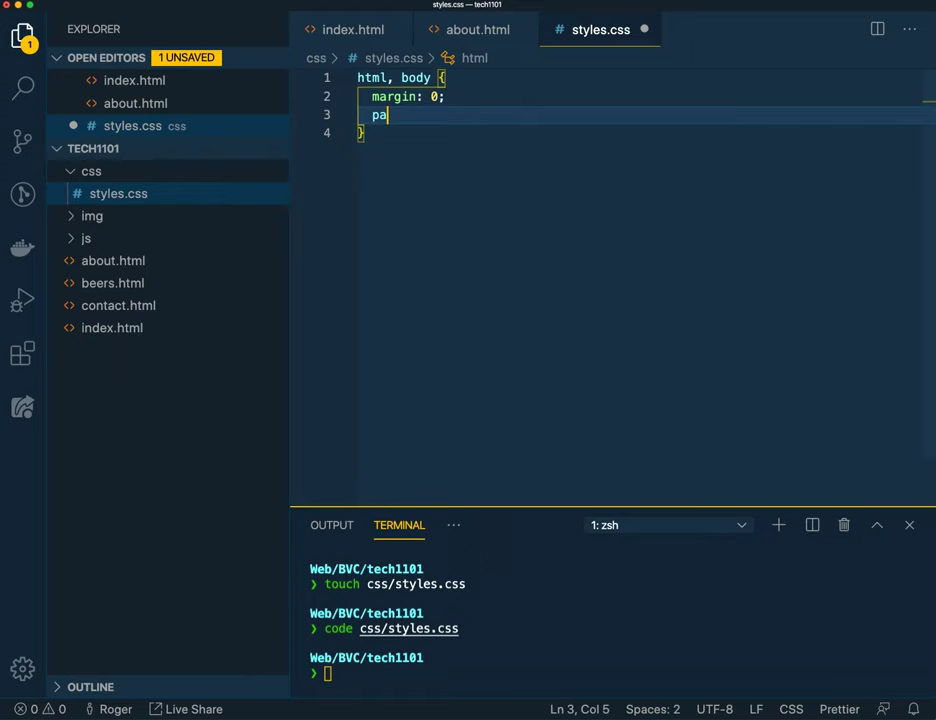 styles.css — tech1101
1
EXPLORER
OPEN EDITORS 1 UNSAVED
index.html
about.html
styles.css css
TECH1101
css
# styles.css
img
js
about.html
beers.html
contact.html
index.html
OUTLINE
index.html about.html # styles.css
css > # styles.css > html
1 html, body {
2 margin: 0;
3 pa
4 }
OUTPUT TERMINAL ··· 1: zsh
Web/BVC/tech1101
❯ touch css/styles.css
Web/BVC/tech1101
❯ code css/styles.css
Web/BVC/tech1101
❯
0 0 Roger Live Share Ln 3, Col 5 Spaces: 2 UTF-8 LF CSS Prettier